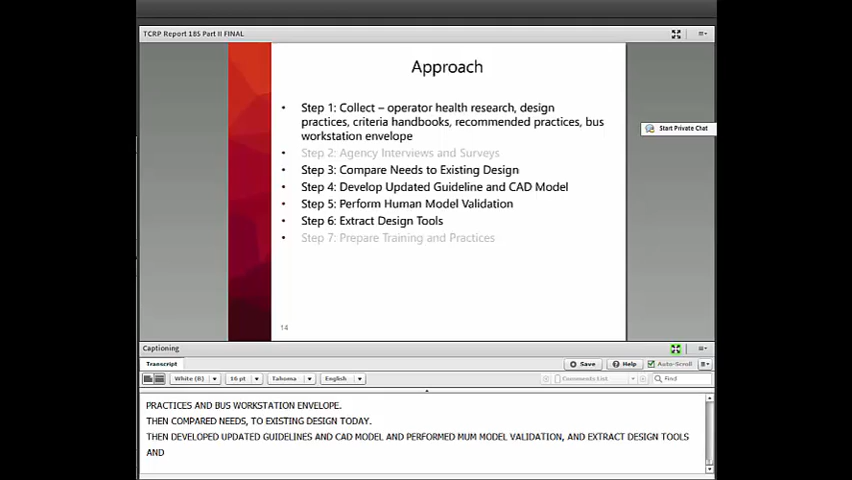 TCRP Report 185 Part II FINAL
Approach
• Step 1: Collect – operator health research, design
practices, criteria handbooks, recommended practices, bus
workstation envelope
• Step 2: Agency Interviews and Surveys
• Step 3: Compare Needs to Existing Design
• Step 4: Develop Updated Guideline and CAD Model
• Step 5: Perform Human Model Validation
• Step 6: Extract Design Tools
• Step 7: Prepare Training and Practices
14
Start Private Chat
Captioning
Transcript
Save
Help
Auto-Scroll
White (B)
16 pt
Tahoma
English
Comments List
Find
PRACTICES AND BUS WORKSTATION ENVELOPE.
THEN COMPARED NEEDS, TO EXISTING DESIGN TODAY.
THEN DEVELOPED UPDATED GUIDELINES AND CAD MODEL AND PERFORMED MUM MODEL VALIDATION, AND EXTRACT DESIGN TOOLS
AND